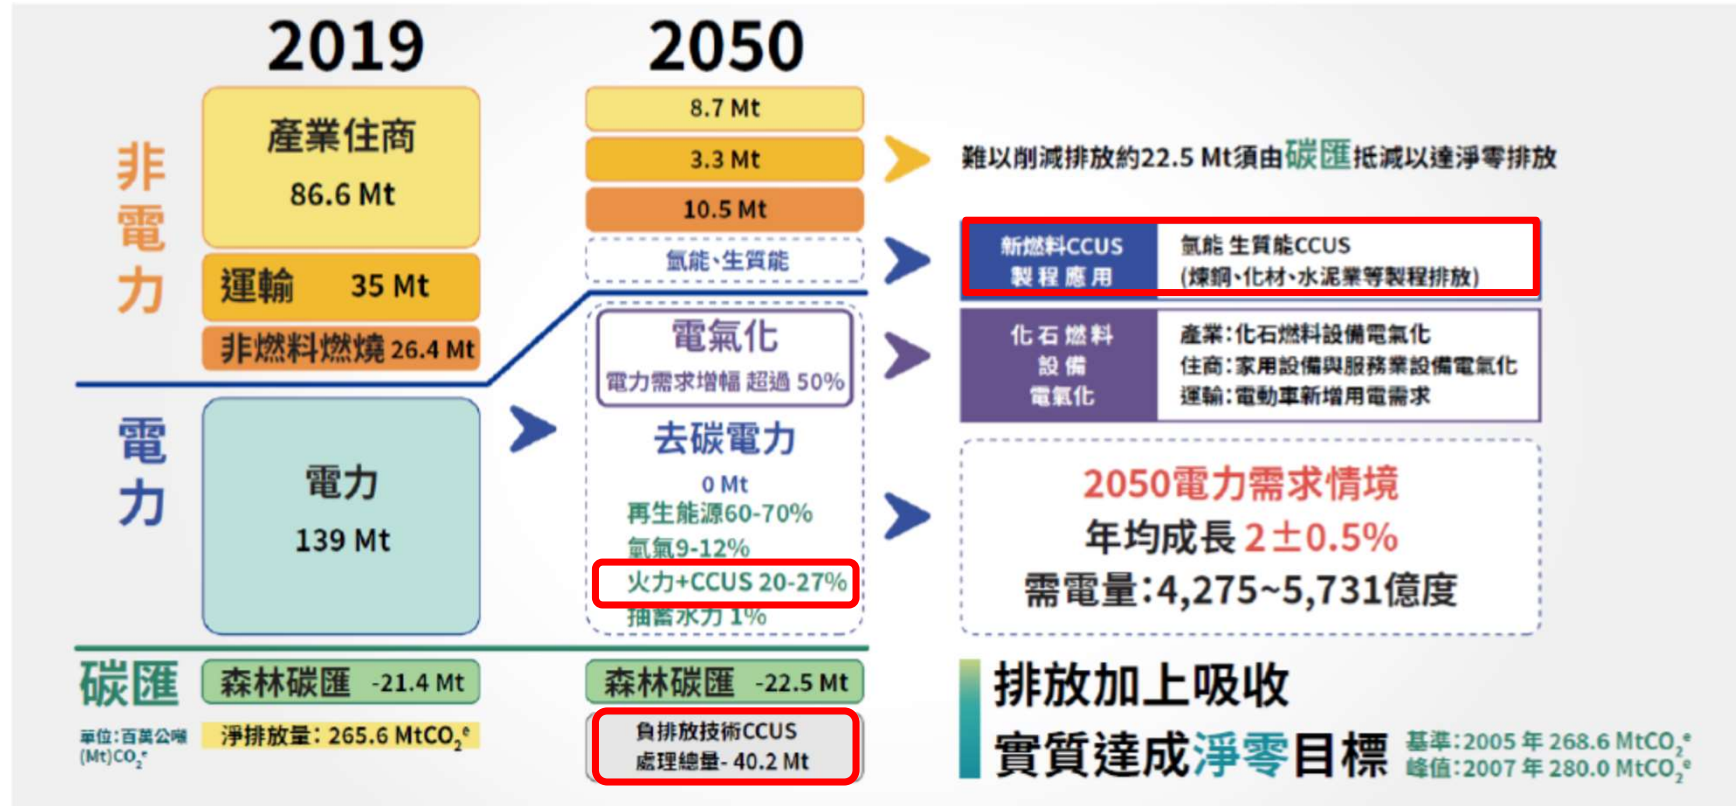 2019
2050
非電力
產業住商
86.6 Mt
運輸 35 Mt
非燃料燃燒 26.4 Mt
8.7 Mt
3.3 Mt
10.5 Mt
氫能、生質能
難以削減排放約22.5 Mt須由碳匯抵減以達淨零排放
新燃料CCUS
製程應用
氫能 生質能CCUS
(煉鋼、化材、水泥業等製程排放)
電力
電力
139 Mt
電氣化
電力需求增幅 超過 50%
去碳電力
0 Mt
再生能源60-70%
氫氣9-12%
火力+CCUS 20-27%
抽蓄水力 1%
化石燃料
設備
電氣化
產業:化石燃料設備電氣化
住商:家用設備與服務業設備電氣化
運輸:電動車新增用電需求
2050電力需求情境
年均成長 2±0.5%
需電量:4,275~5,731億度
碳匯
單位:百萬公噸
(Mt)CO₂ᵉ
森林碳匯 -21.4 Mt
淨排放量: 265.6 MtCO₂ᵉ
森林碳匯 -22.5 Mt
負排放技術CCUS
處理總量- 40.2 Mt
排放加上吸收
實質達成淨零目標
基準:2005 年 268.6 MtCO₂ᵉ
峰值:2007 年 280.0 MtCO₂ᵉ